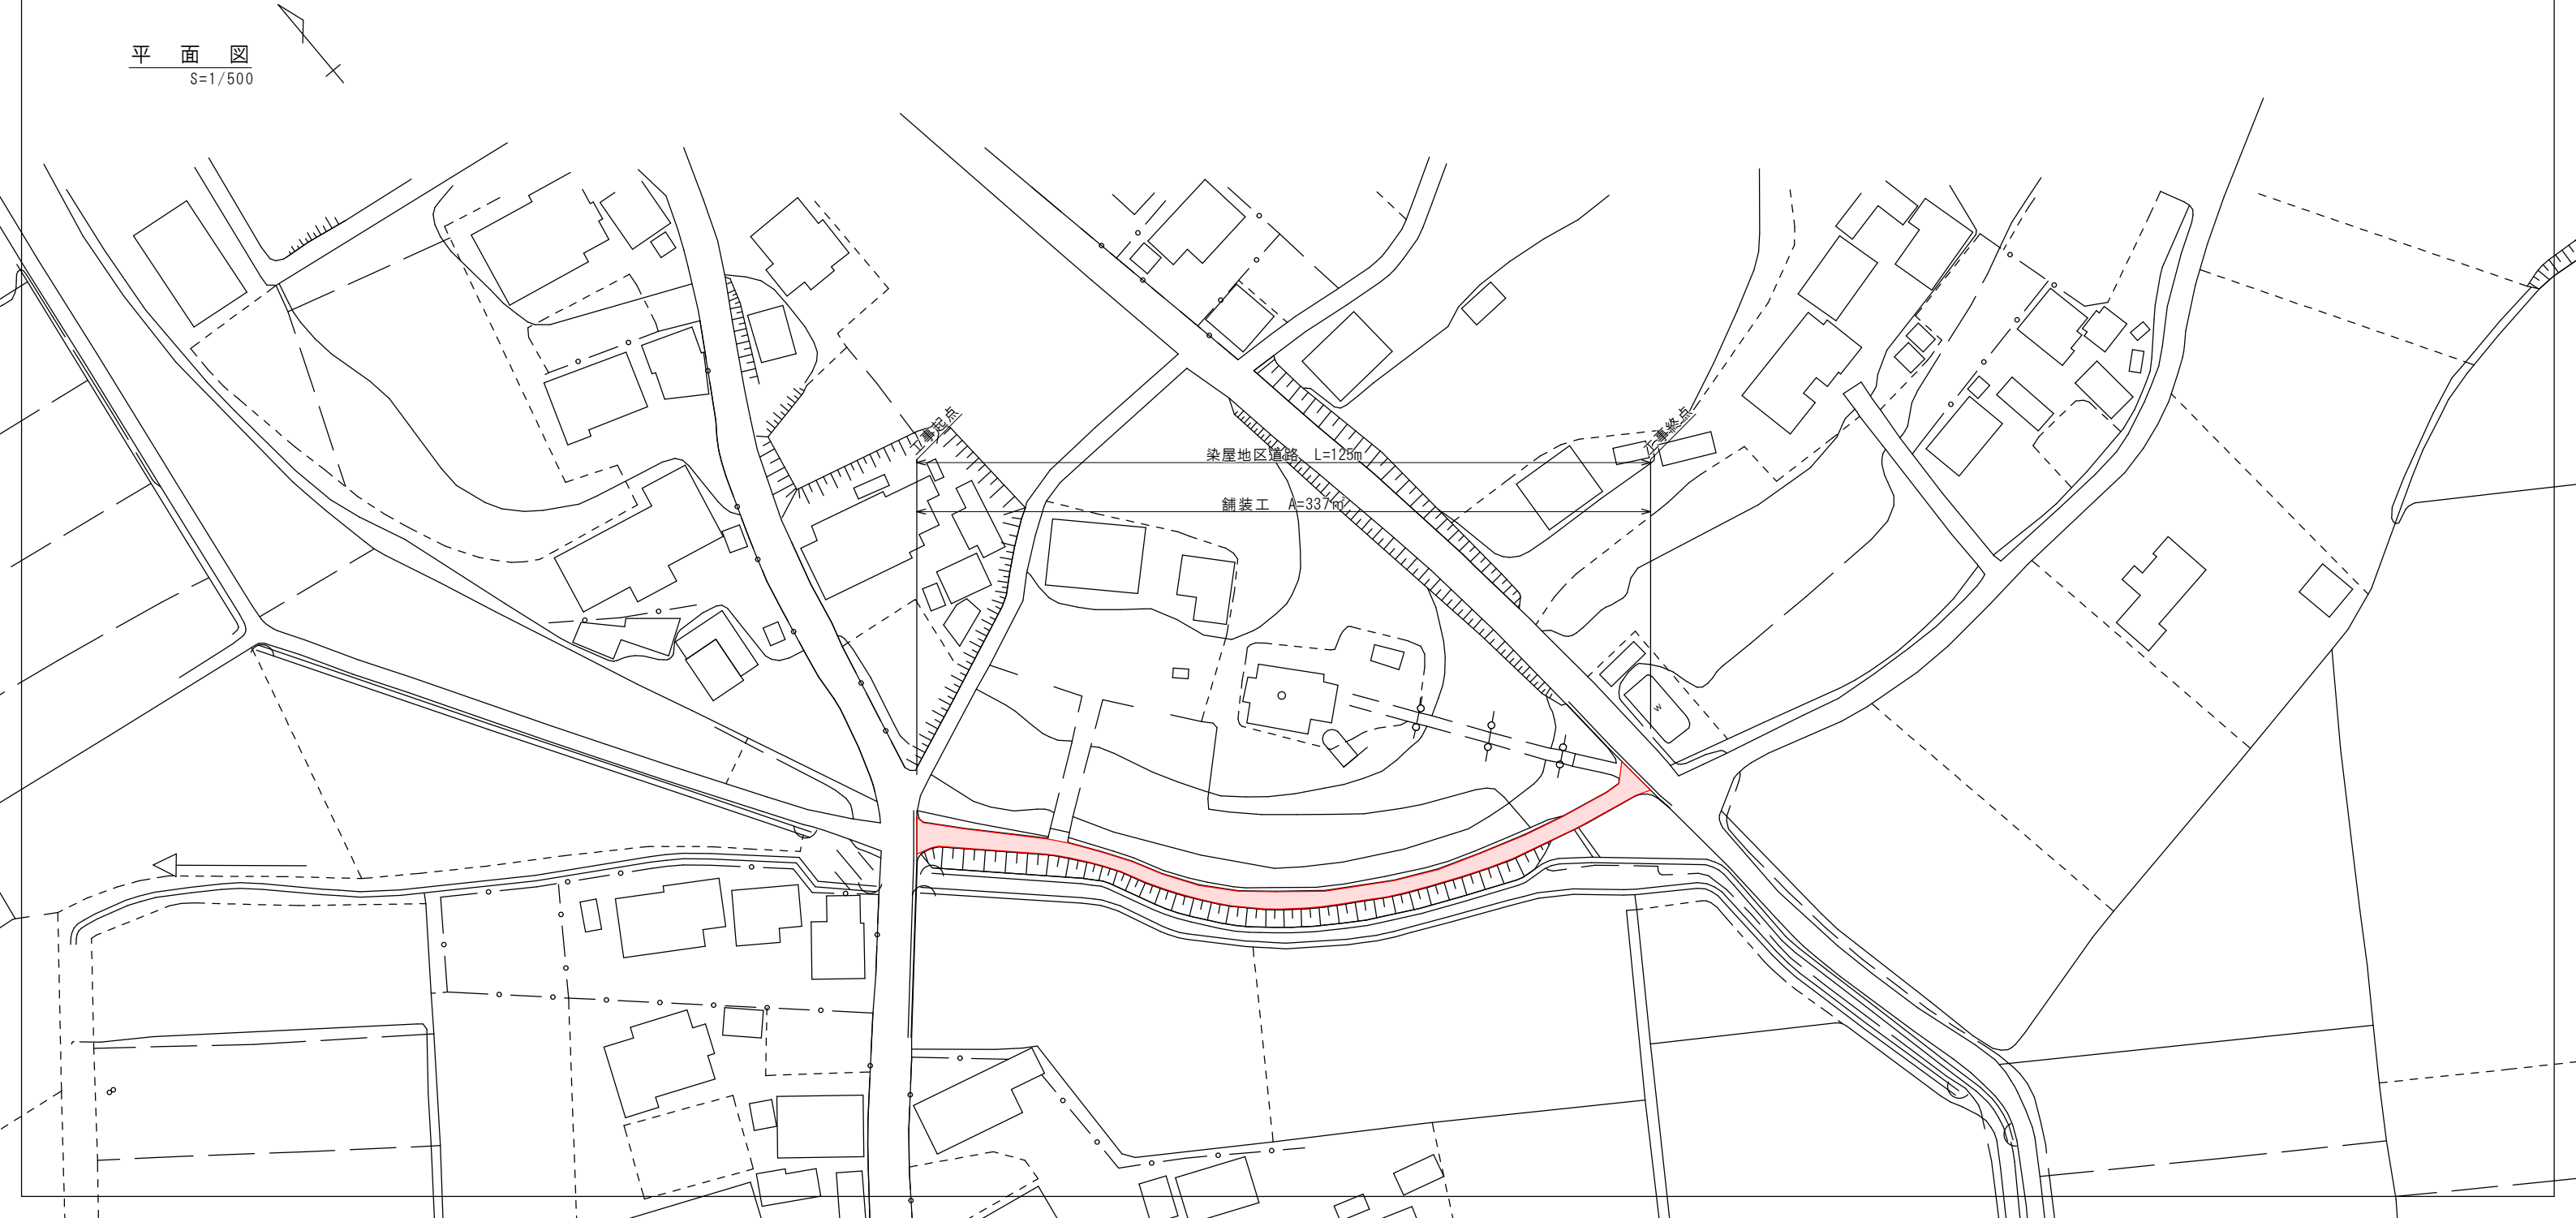 平 面 図
S=1/500
工事起点
工事終点
染屋地区道路 L=125m
舗装工 A=337㎡
W